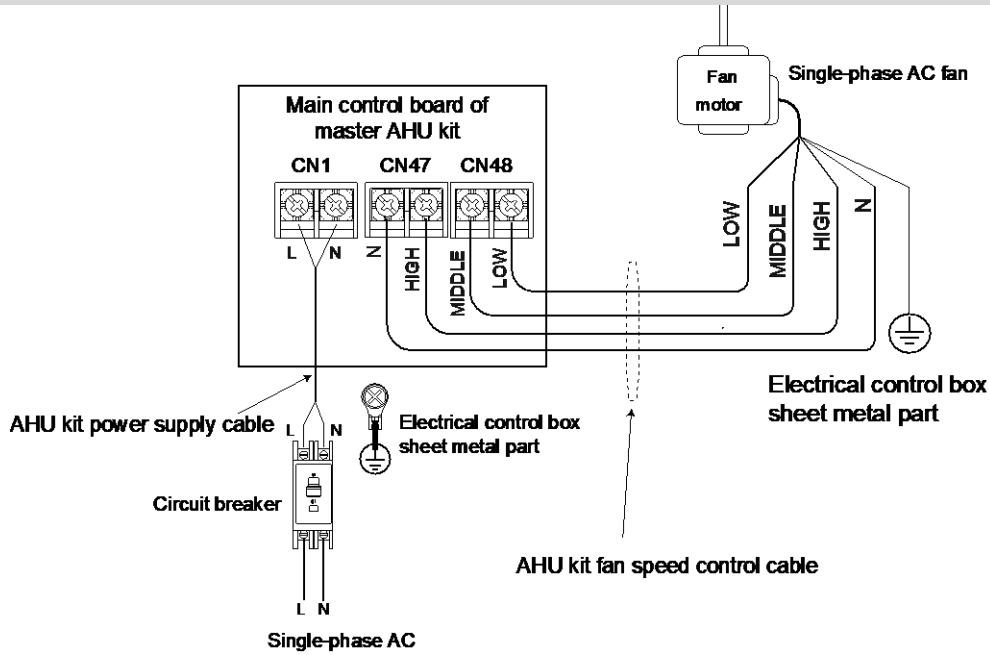 Fan
motor
Single-phase AC fan
Main control board of
master AHU kit
CN1 CN47 CN48
L N N HIGH MIDDLE LOW
LOW MIDDLE HIGH N
Electrical control box
sheet metal part
AHU kit power supply cable
L N
Electrical control box
sheet metal part
Circuit breaker
AHU kit fan speed control cable
L N
Single-phase AC